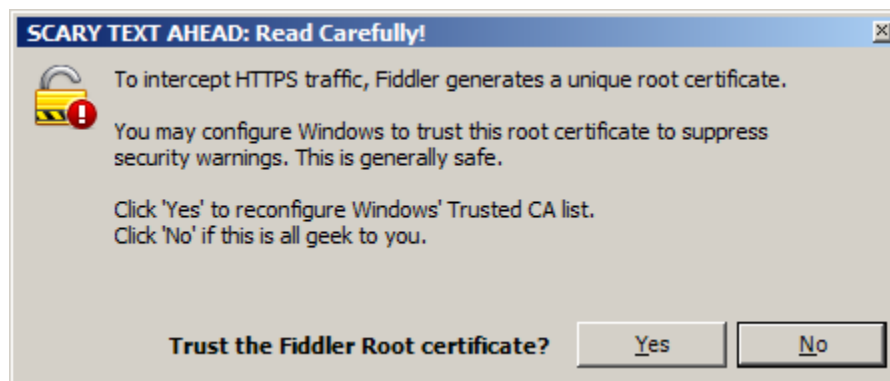 SCARY TEXT AHEAD: Read Carefully!
To intercept HTTPS traffic, Fiddler generates a unique root certificate.
You may configure Windows to trust this root certificate to suppress
security warnings. This is generally safe.
Click 'Yes' to reconfigure Windows' Trusted CA list.
Click 'No' if this is all geek to you.
Trust the Fiddler Root certificate? Yes No